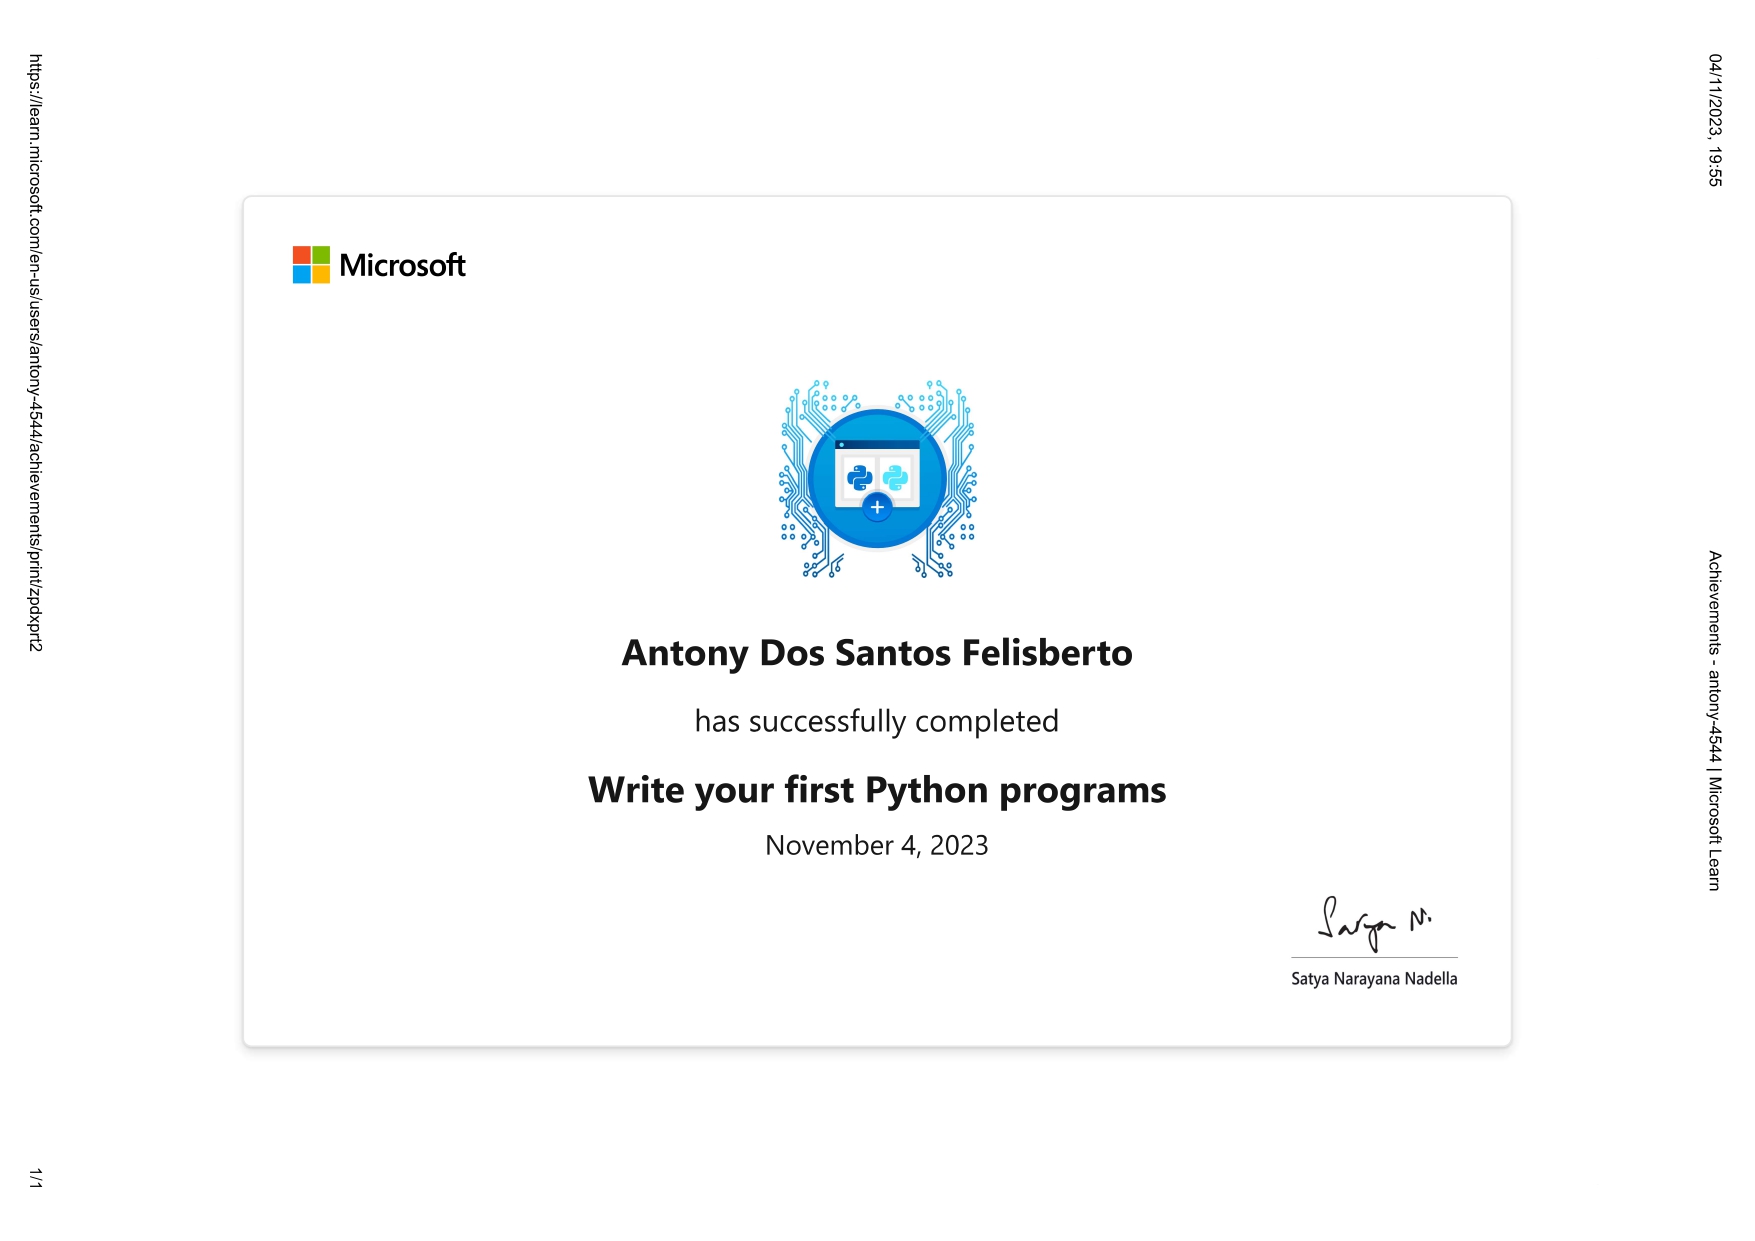 04/11/2023, 19:55
Achievements - antony-4544 | Microsoft Learn
Microsoft
Antony Dos Santos Felisberto
has successfully completed
Write your first Python programs
November 4, 2023
Satya N.
Satya Narayana Nadella
https://learn.microsoft.com/en-us/users/antony-4544/achievements/print/zpdxprt2
1/1